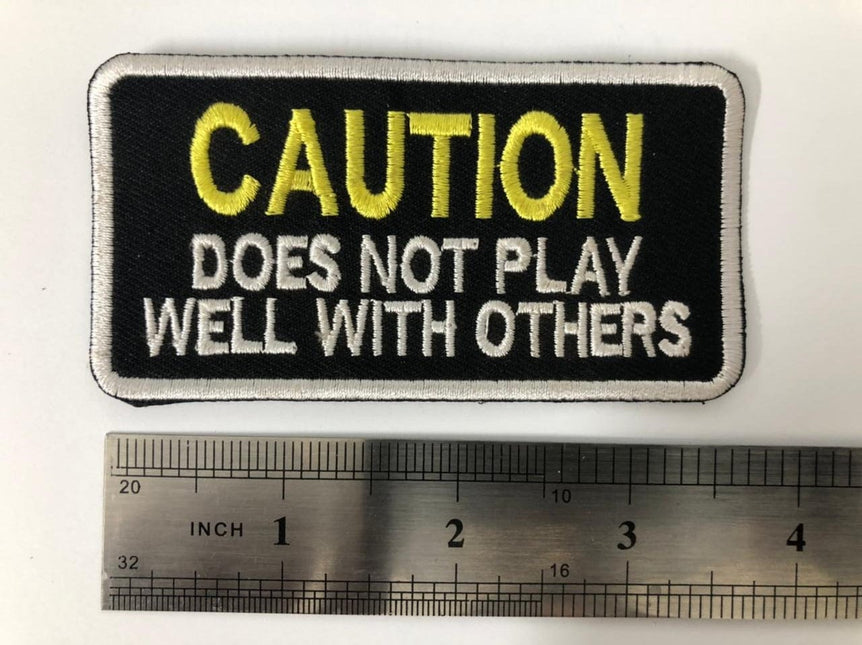 CAUTION
DOES NOT PLAY
WELL WITH OTHERS
20 10
INCH 1 2 3 4
32 16